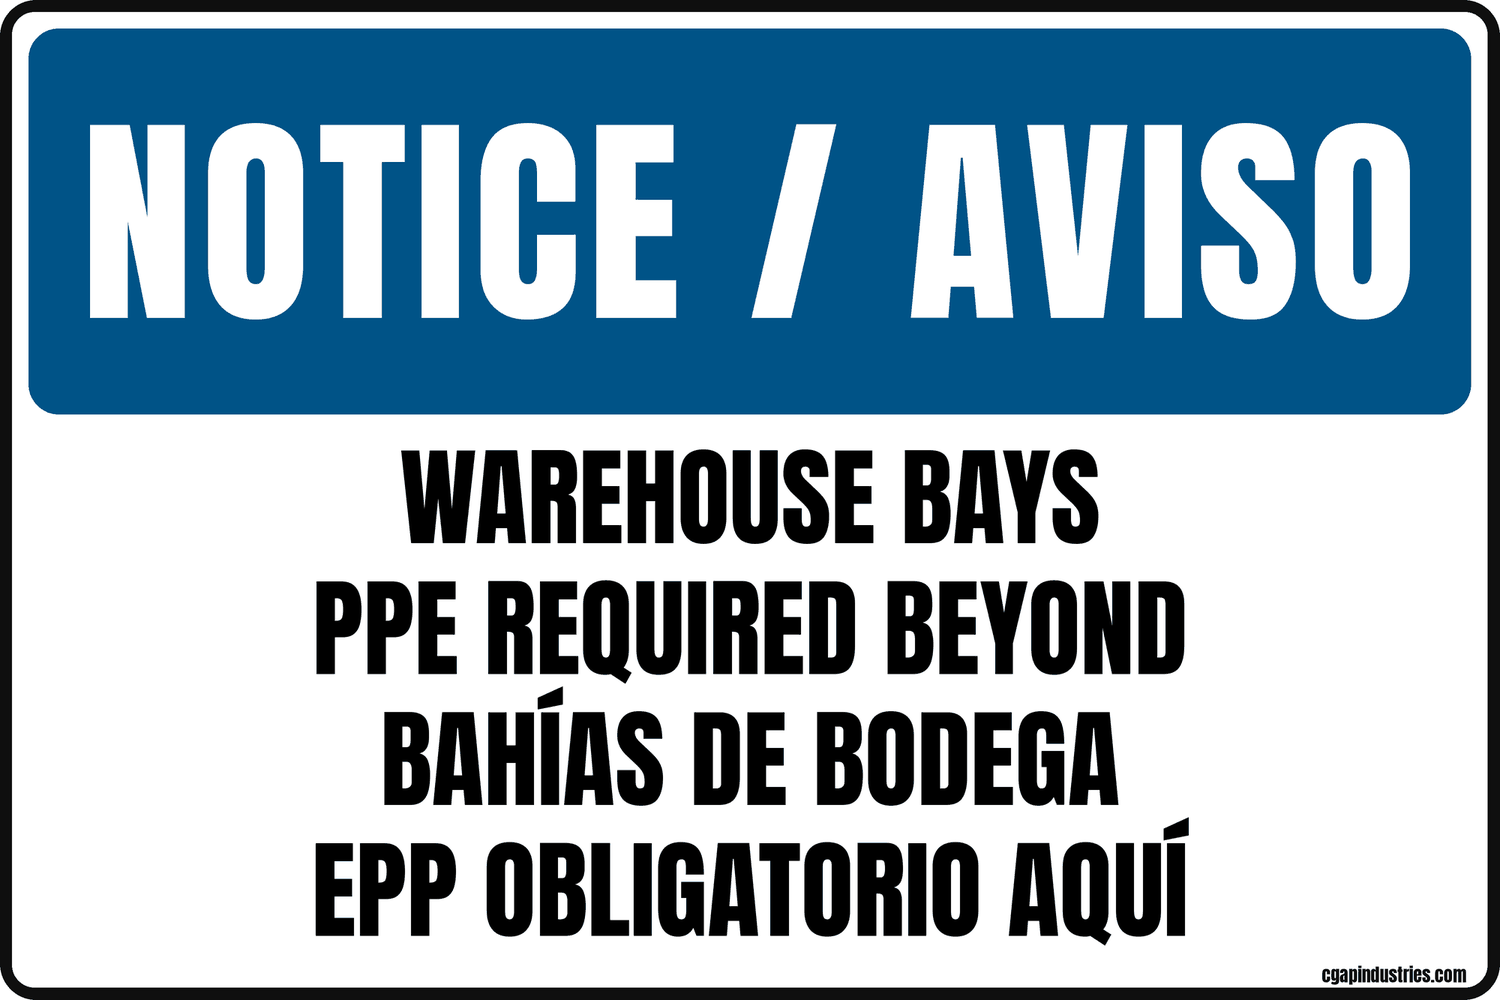 NOTICE / AVISO
WAREHOUSE BAYS
PPE REQUIRED BEYOND
BAHÍAS DE BODEGA
EPP OBLIGATORIO AQUÍ
cgapindustries.com